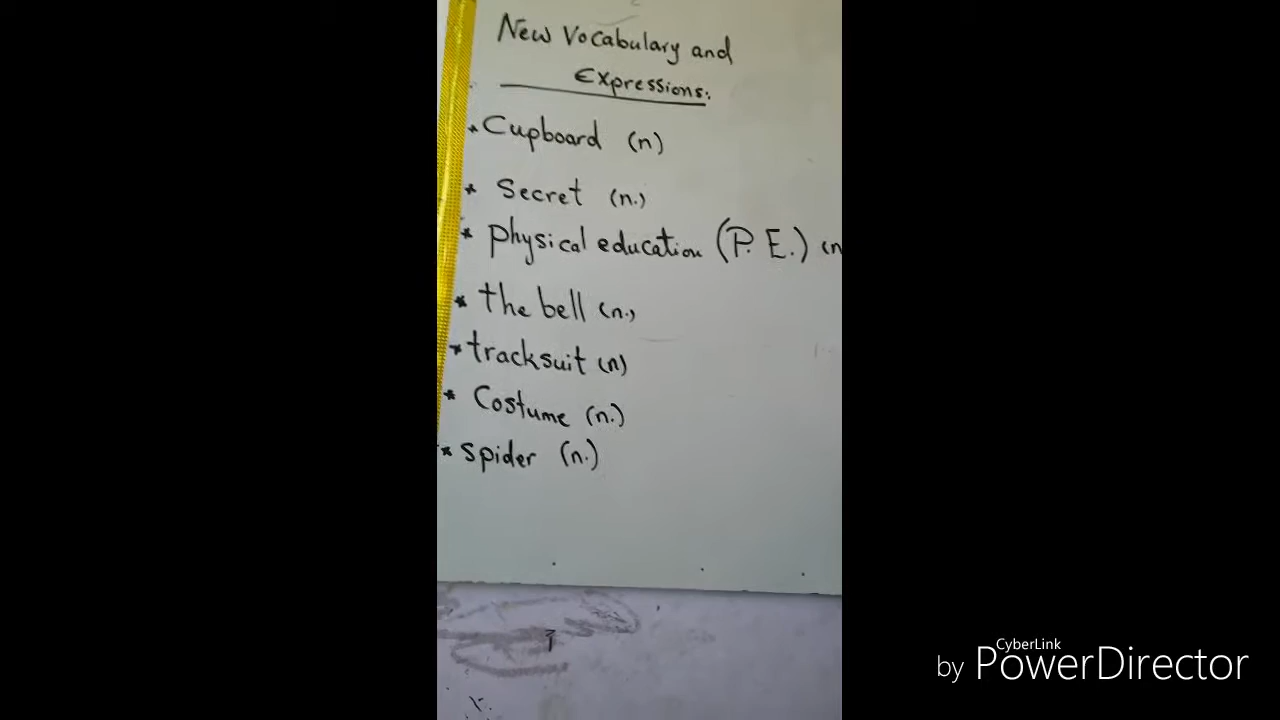 New Vocabulary and
Expressions:
* Cupboard (n)
* Secret (n.)
* Physical education (P.E.) (n
* the bell (n.)
* tracksuit (n)
* Costume (n.)
* spider (n.)
CyberLink
by PowerDirector